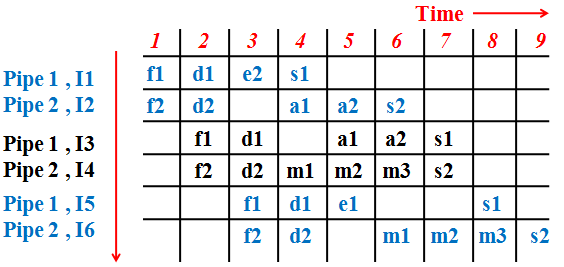 Time
1 2 3 4 5 6 7 8 9
Pipe 1 , I1 f1 d1 e2 s1
Pipe 2 , I2 f2 d2 a1 a2 s2
Pipe 1 , I3 f1 d1 a1 a2 s1
Pipe 2 , I4 f2 d2 m1 m2 m3 s2
Pipe 1 , I5 f1 d1 e1 s1
Pipe 2 , I6 f2 d2 m1 m2 m3 s2